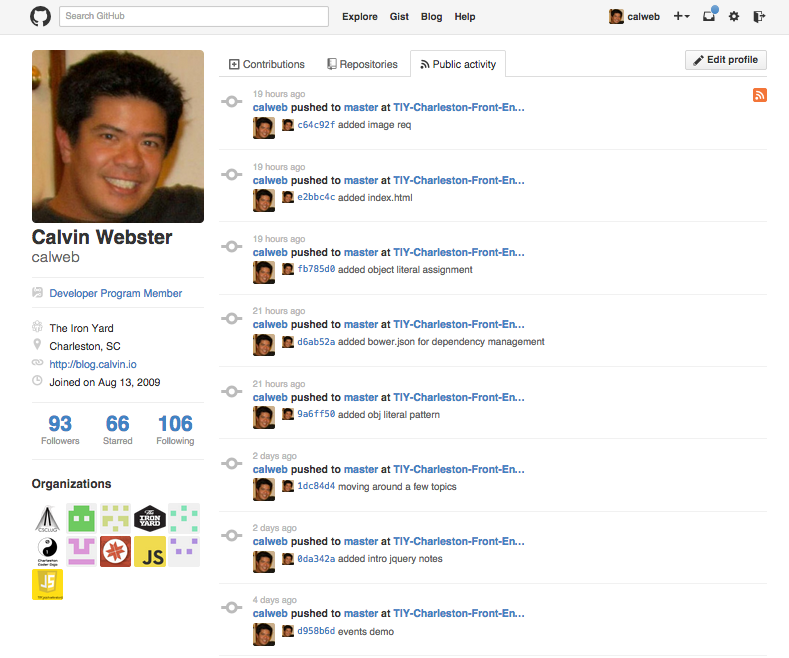 Search GitHub
Explore Gist Blog Help
calweb
Contributions
Repositories
Public activity
Edit profile
Calvin Webster
calweb
Developer Program Member
The Iron Yard
Charleston, SC
http://blog.calvin.io
Joined on Aug 13, 2009
93 66 106
Followers Starred Following
Organizations
CSCLUG
THE IRON YARD
Charleston Coder Dojo
JS
JS
19 hours ago
calweb pushed to master at TIY-Charleston-Front-En...
c64c92f added image req
19 hours ago
calweb pushed to master at TIY-Charleston-Front-En...
e2bbc4c added index.html
19 hours ago
calweb pushed to master at TIY-Charleston-Front-En...
fb785d0 added object literal assignment
21 hours ago
calweb pushed to master at TIY-Charleston-Front-En...
d6ab52a added bower.json for dependency management
21 hours ago
calweb pushed to master at TIY-Charleston-Front-En...
9a6ff50 added obj literal pattern
2 days ago
calweb pushed to master at TIY-Charleston-Front-En...
1dc84d4 moving around a few topics
2 days ago
calweb pushed to master at TIY-Charleston-Front-En...
0da342a added intro jquery notes
4 days ago
calweb pushed to master at TIY-Charleston-Front-En...
d958b6d events demo